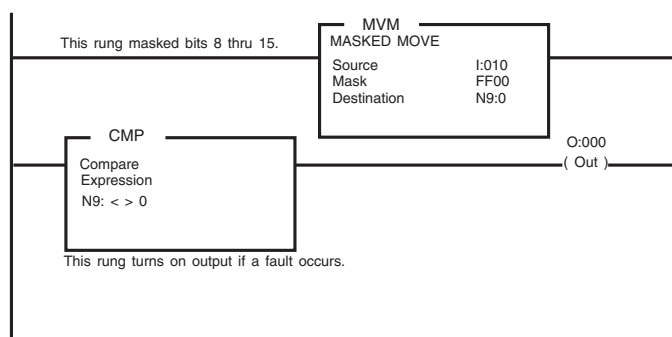 This rung masked bits 8 thru 15.
MVM
MASKED MOVE
Source I:010
Mask FF00
Destination N9:0
CMP
Compare
Expression
N9: < > 0
O:000
( Out )
This rung turns on output if a fault occurs.